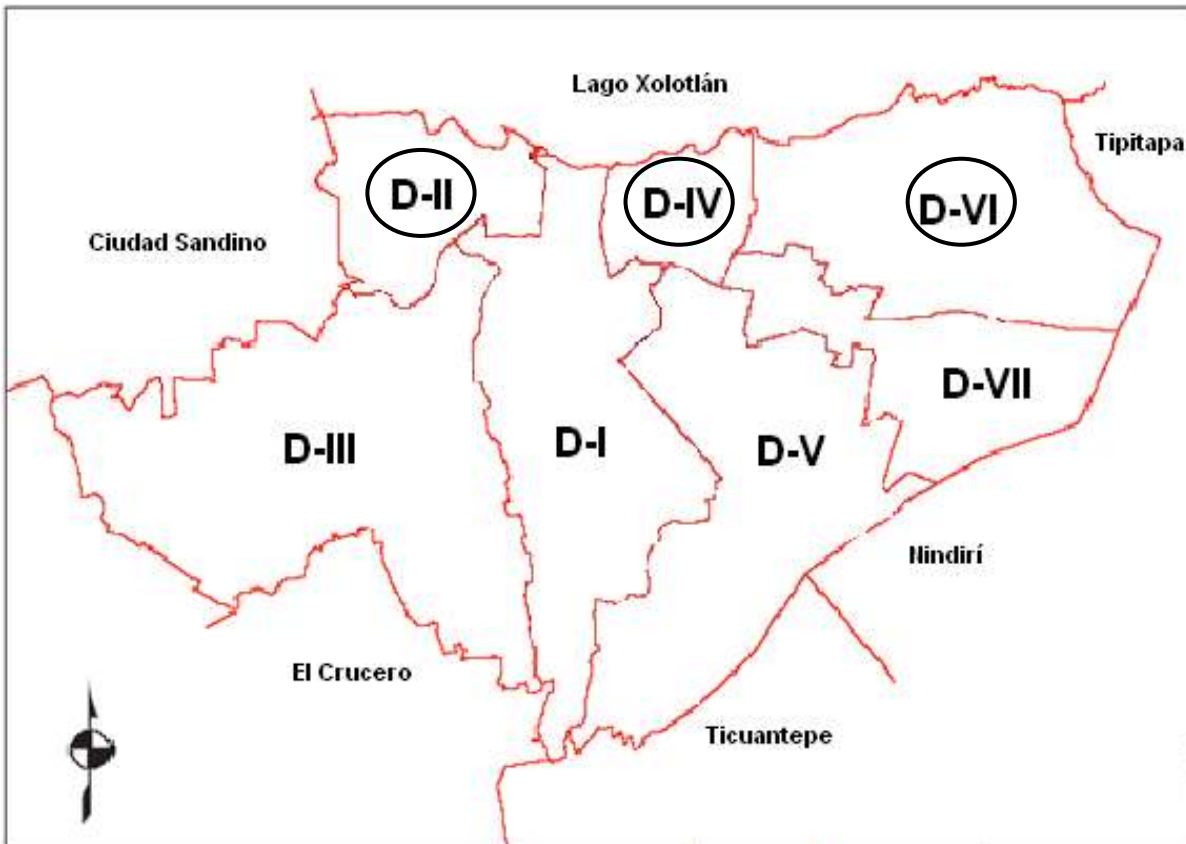 Lago Xolotlán
Tipitapa
D-II
D-IV
D-VI
Ciudad Sandino
D-VII
D-III
D-I
D-V
Nindirí
El Crucero
Ticuantepe